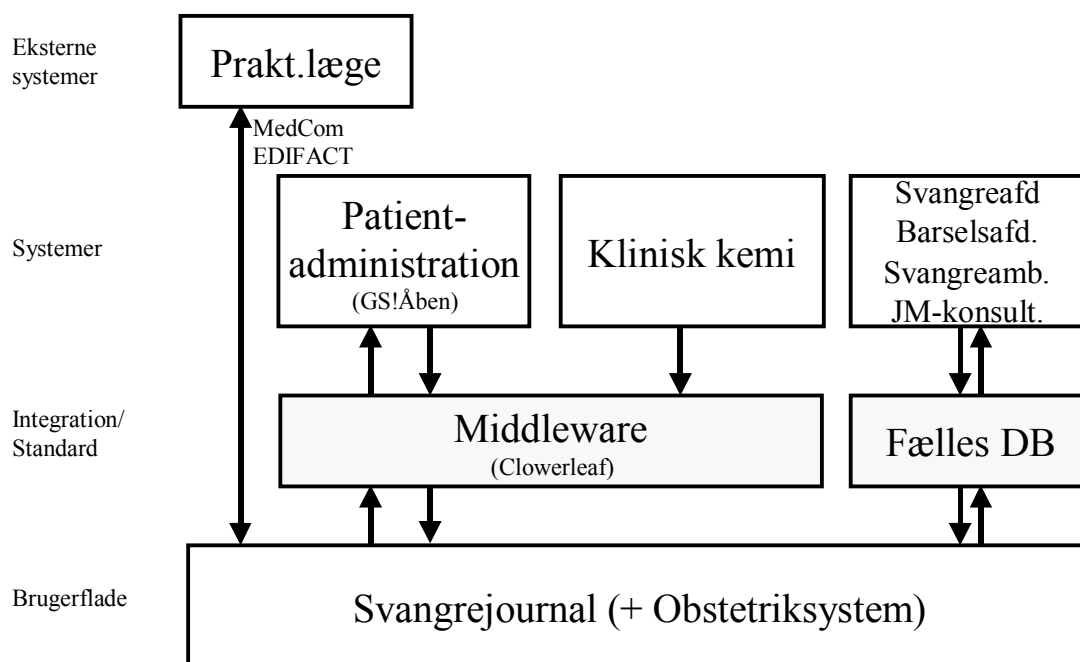 Eksterne
systemer
Prakt.læge
MedCom
EDIFACT
Systemer
Patient-
administration
(GS!Åben)
Klinisk kemi
Svangreafd
Barselsafd.
Svangreamb.
JM-konsult.
Integration/
Standard
Middleware
(Clowerleaf)
Fælles DB
Brugerflade
Svangrejournal (+ Obstetriksystem)